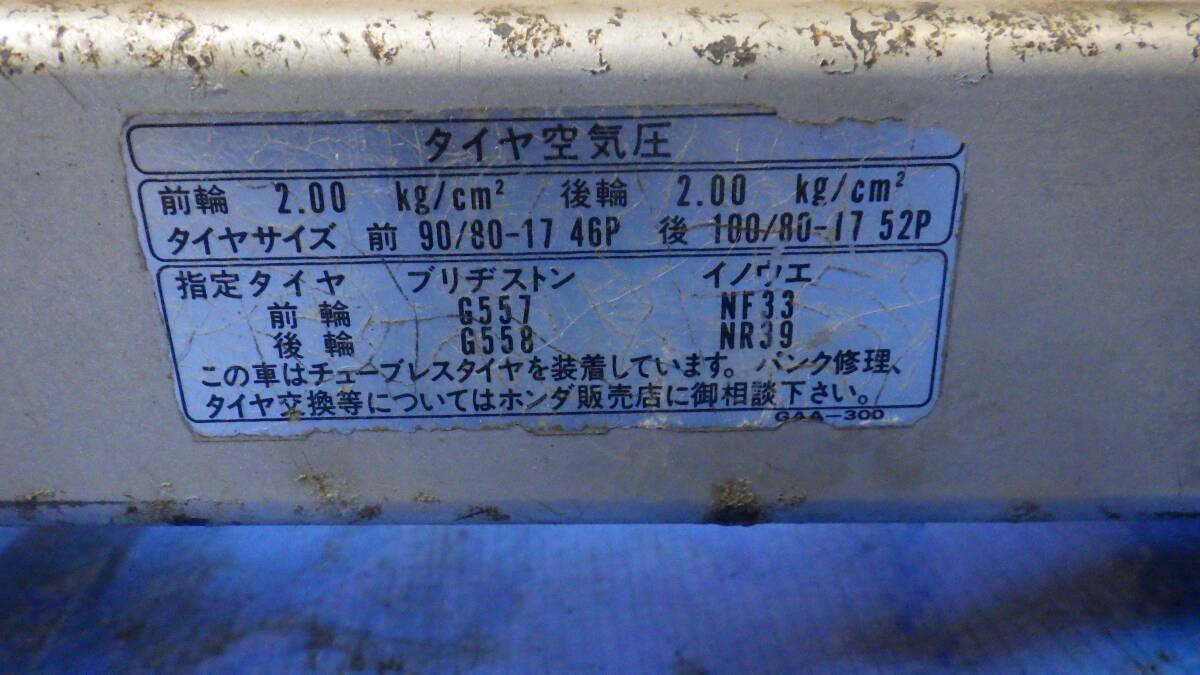 タイヤ空気圧
前輪 2.00 kg/cm² 後輪 2.00 kg/cm²
タイヤサイズ 前 90/80-17 46P 後 100/80-17 52P
指定タイヤ ブリヂストン イノウエ
前輪 G557 NF33
後輪 G558 NR39
この車はチューブレスタイヤを装着しています。パンク修理、
タイヤ交換等についてはホンダ販売店に御相談下さい。
GAA-300